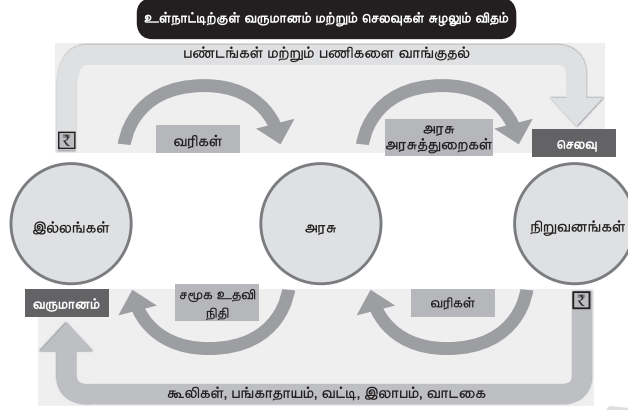 உள்நாட்டிற்குள் வருமானம் மற்றும் செலவுகள் சுழலும் விதம்
பண்டங்கள் மற்றும் பணிகளை வாங்குதல்
₹
வரிகள்
அரசு
அரசுத்துறைகள்
செலவு
இல்லங்கள்
அரசு
நிறுவனங்கள்
வருமானம்
சமூக உதவி
நிதி
வரிகள்
₹
கூலிகள், பங்காதாயம், வட்டி, இலாபம், வாடகை